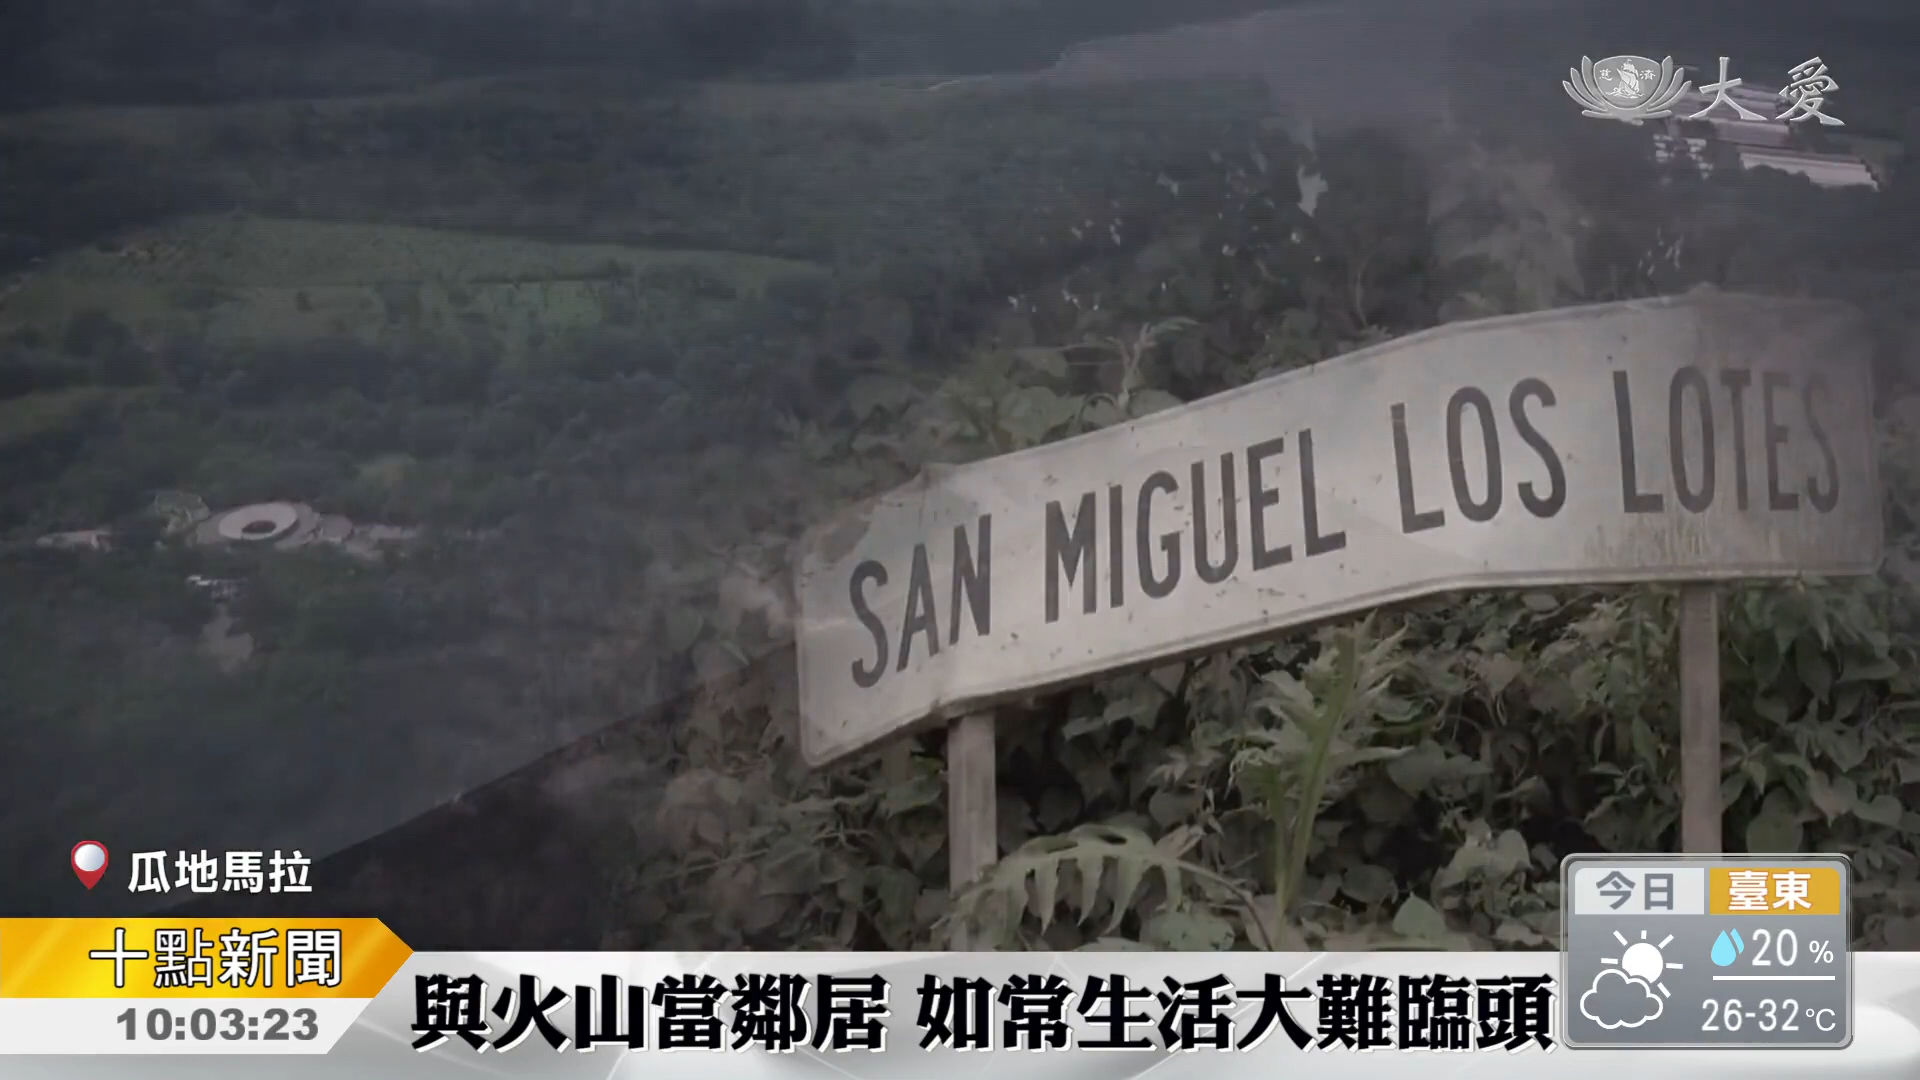 慈濟
大愛
SAN MIGUEL LOS LOTES
瓜地馬拉
十點新聞
10:03:23
與火山當鄰居 如常生活大難臨頭
今日 臺東
20 %
26-32°C